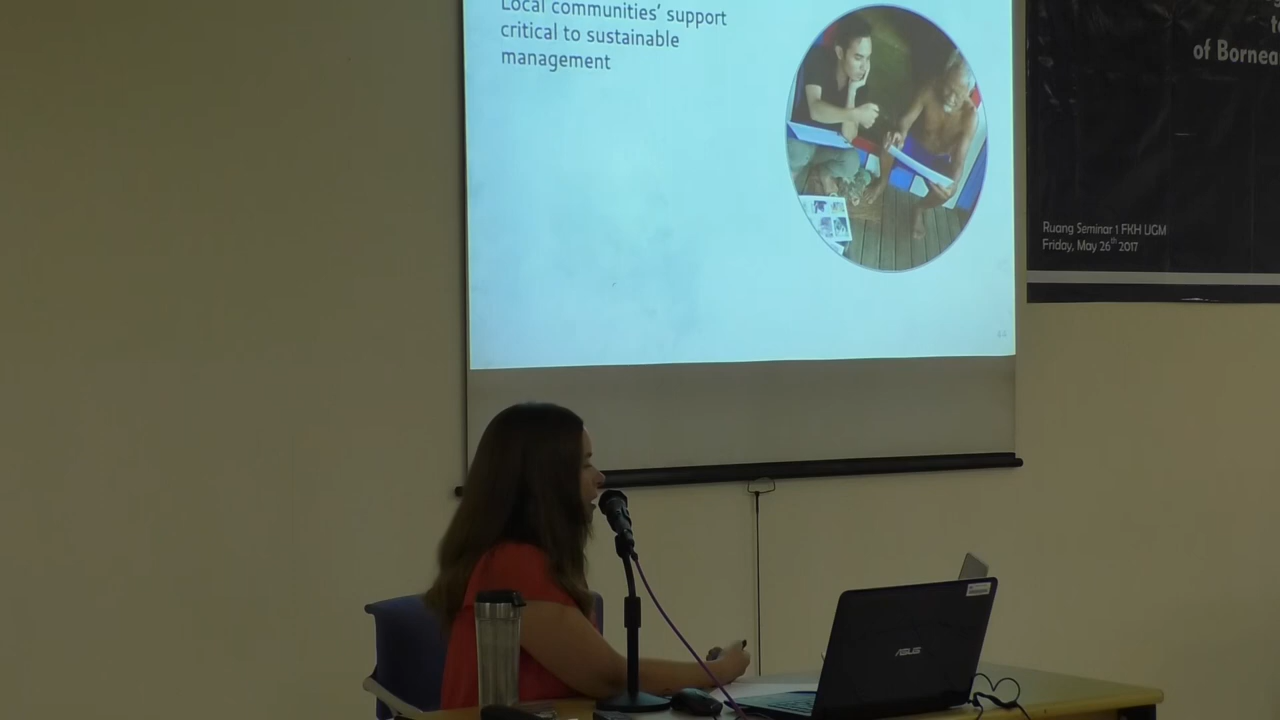 Local communities' support
critical to sustainable
management
of Bornea
Ruang Seminar 1 FKH UGM
Friday, May 26th 2017
ASUS